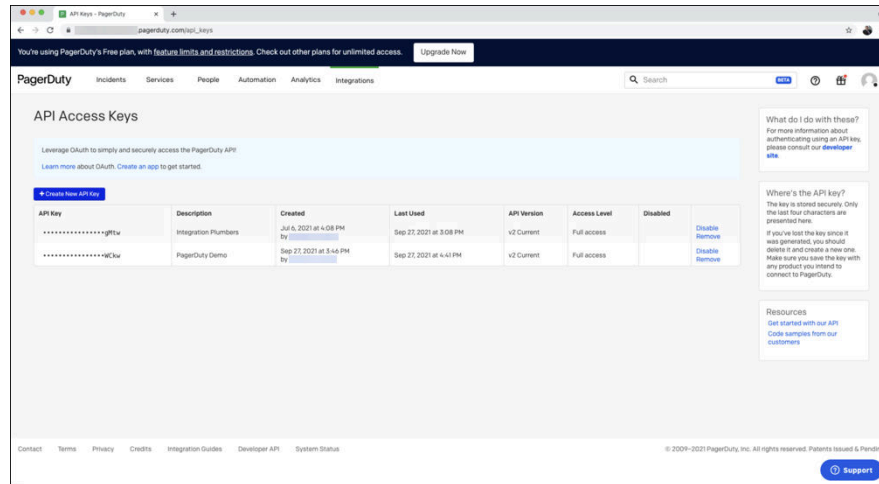 API Keys - PagerDuty
pagerduty.com/api_keys
You're using PagerDuty's Free plan, with feature limits and restrictions. Check out other plans for unlimited access.
Upgrade Now
PagerDuty
Incidents
Services
People
Automation
Analytics
Integrations
Search
BETA
API Access Keys
Leverage OAuth to simply and securely access the PagerDuty API!
Learn more about OAuth. Create an app to get started.
+ Create New API Key
API Key Description Created Last Used API Version Access Level Disabled
••••••••••••••••gMtw Integration Plumbers Jul 6, 2021 at 4:08 PM Sep 27, 2021 at 3:08 PM v2 Current Full access Disable
by Remove
••••••••••••••••WCkw PagerDuty Demo Sep 27, 2021 at 3:46 PM Sep 27, 2021 at 4:41 PM v2 Current Full access Disable
by Remove
What do I do with these?
For more information about
authenticating using an API key,
please consult our developer
site.
Where's the API key?
The key is stored securely. Only
the last four characters are
presented here.
If you've lost the key since it
was generated, you should
delete it and create a new one.
Make sure you save the key with
any product you intend to
connect to PagerDuty.
Resources
Get started with our API
Code samples from our
customers
Contact Terms Privacy Credits Integration Guides Developer API System Status
© 2009–2021 PagerDuty, Inc. All rights reserved. Patents Issued & Pendin
Support